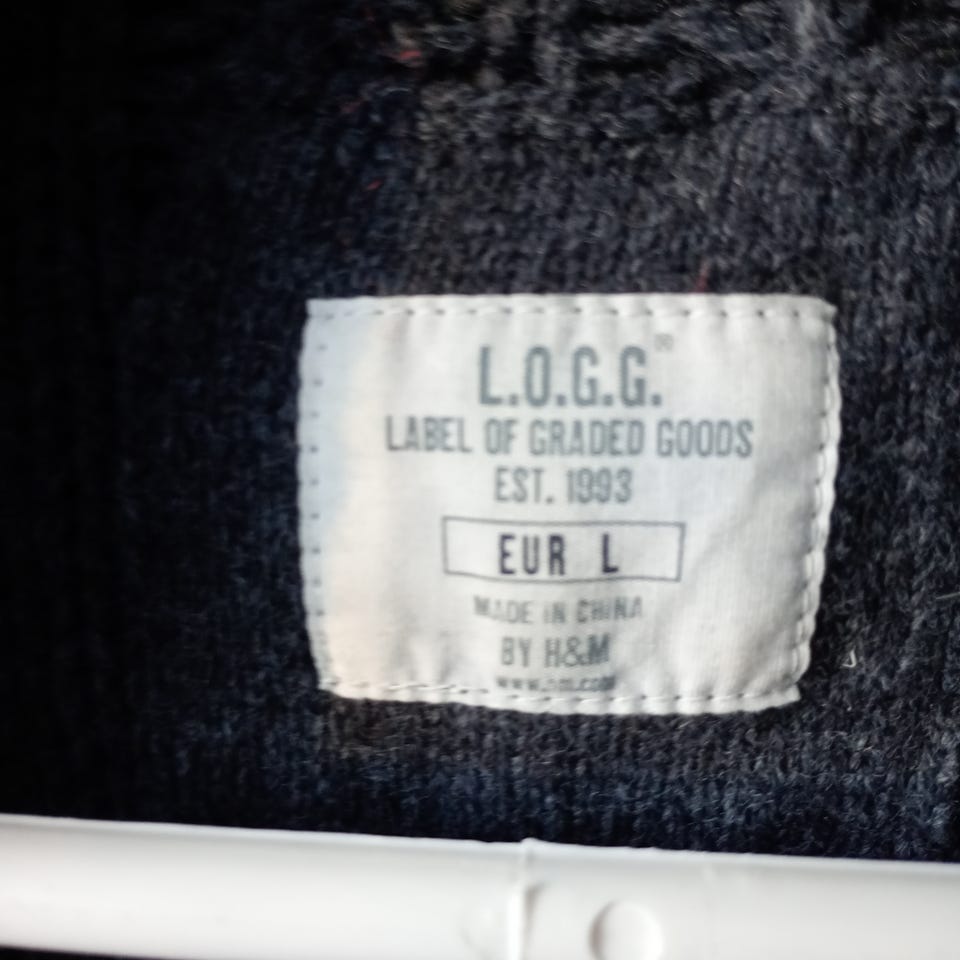 L.O.G.G.
LABEL OF GRADED GOODS
EST. 1993
EUR L
MADE IN CHINA
BY H&M